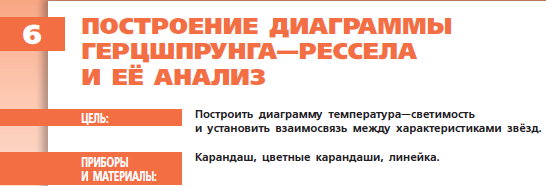 6
ПОСТРОЕНИЕ ДИАГРАММЫ
ГЕРЦШПРУНГА—РЕССЕЛА
И ЕЁ АНАЛИЗ
ЦЕЛЬ:
Построить диаграмму температура—светимость
и установить взаимосвязь между характеристиками звёзд.
ПРИБОРЫ
И МАТЕРИАЛЫ:
Карандаш, цветные карандаши, линейка.